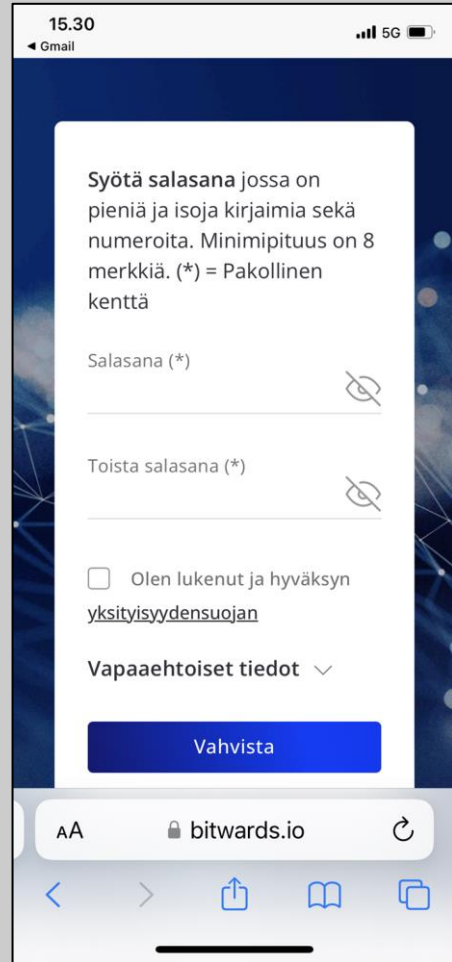 15.30
5G
◄ Gmail
Syötä salasana jossa on
pieniä ja isoja kirjaimia sekä
numeroita. Minimipituus on 8
merkkiä. (*) = Pakollinen
kenttä
Salasana (*)
Toista salasana (*)
Olen lukenut ja hyväksyn
yksityisyydensuojan
Vapaaehtoiset tiedot
Vahvista
AA bitwards.io